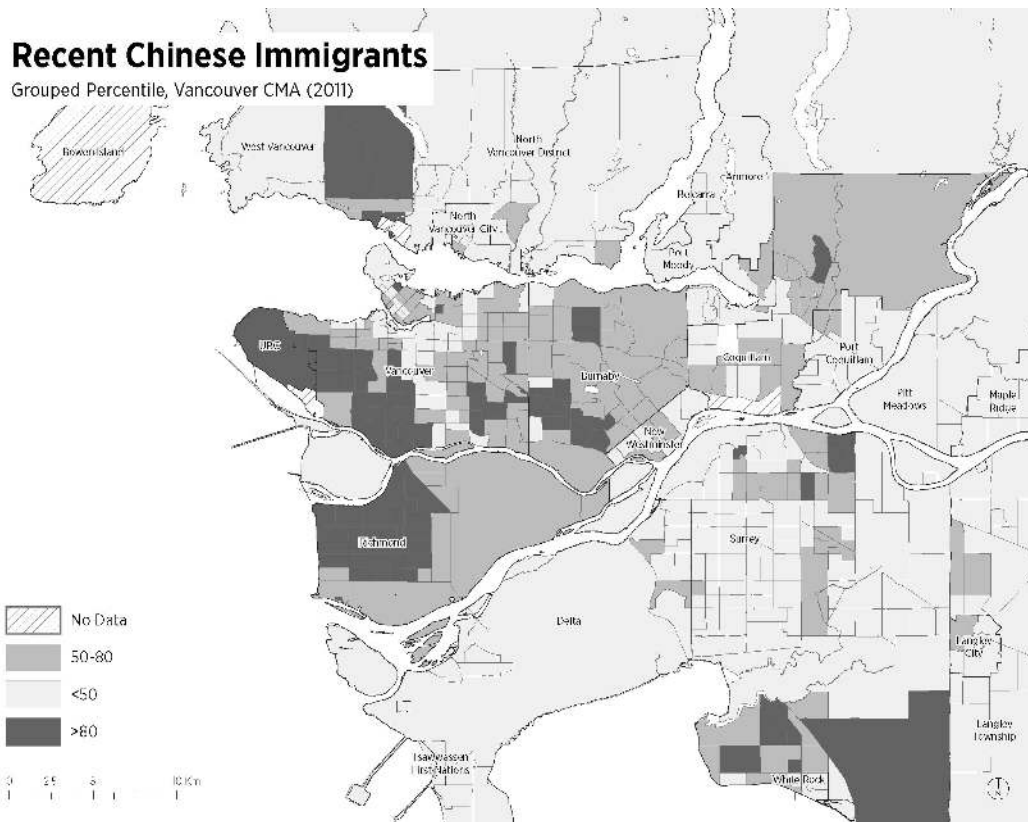 Recent Chinese Immigrants
Grouped Percentile, Vancouver CMA (2011)
Bowen Island
West Vancouver
North
Vancouver District
Anmore
Belcarra
North
Vancouver City
Port
Moody
UBC
Vancouver
Burnaby
Coquitlam
Port
Coquitlam
Pitt
Meadows
Maple
Ridge
New
Westminster
Richmond
Surrey
Delta
Langley
City
Langley
Township
Tsawwassen
First Nations
White Rock
No Data
50-80
<50
>80
0 2.5 5 10 Km
N